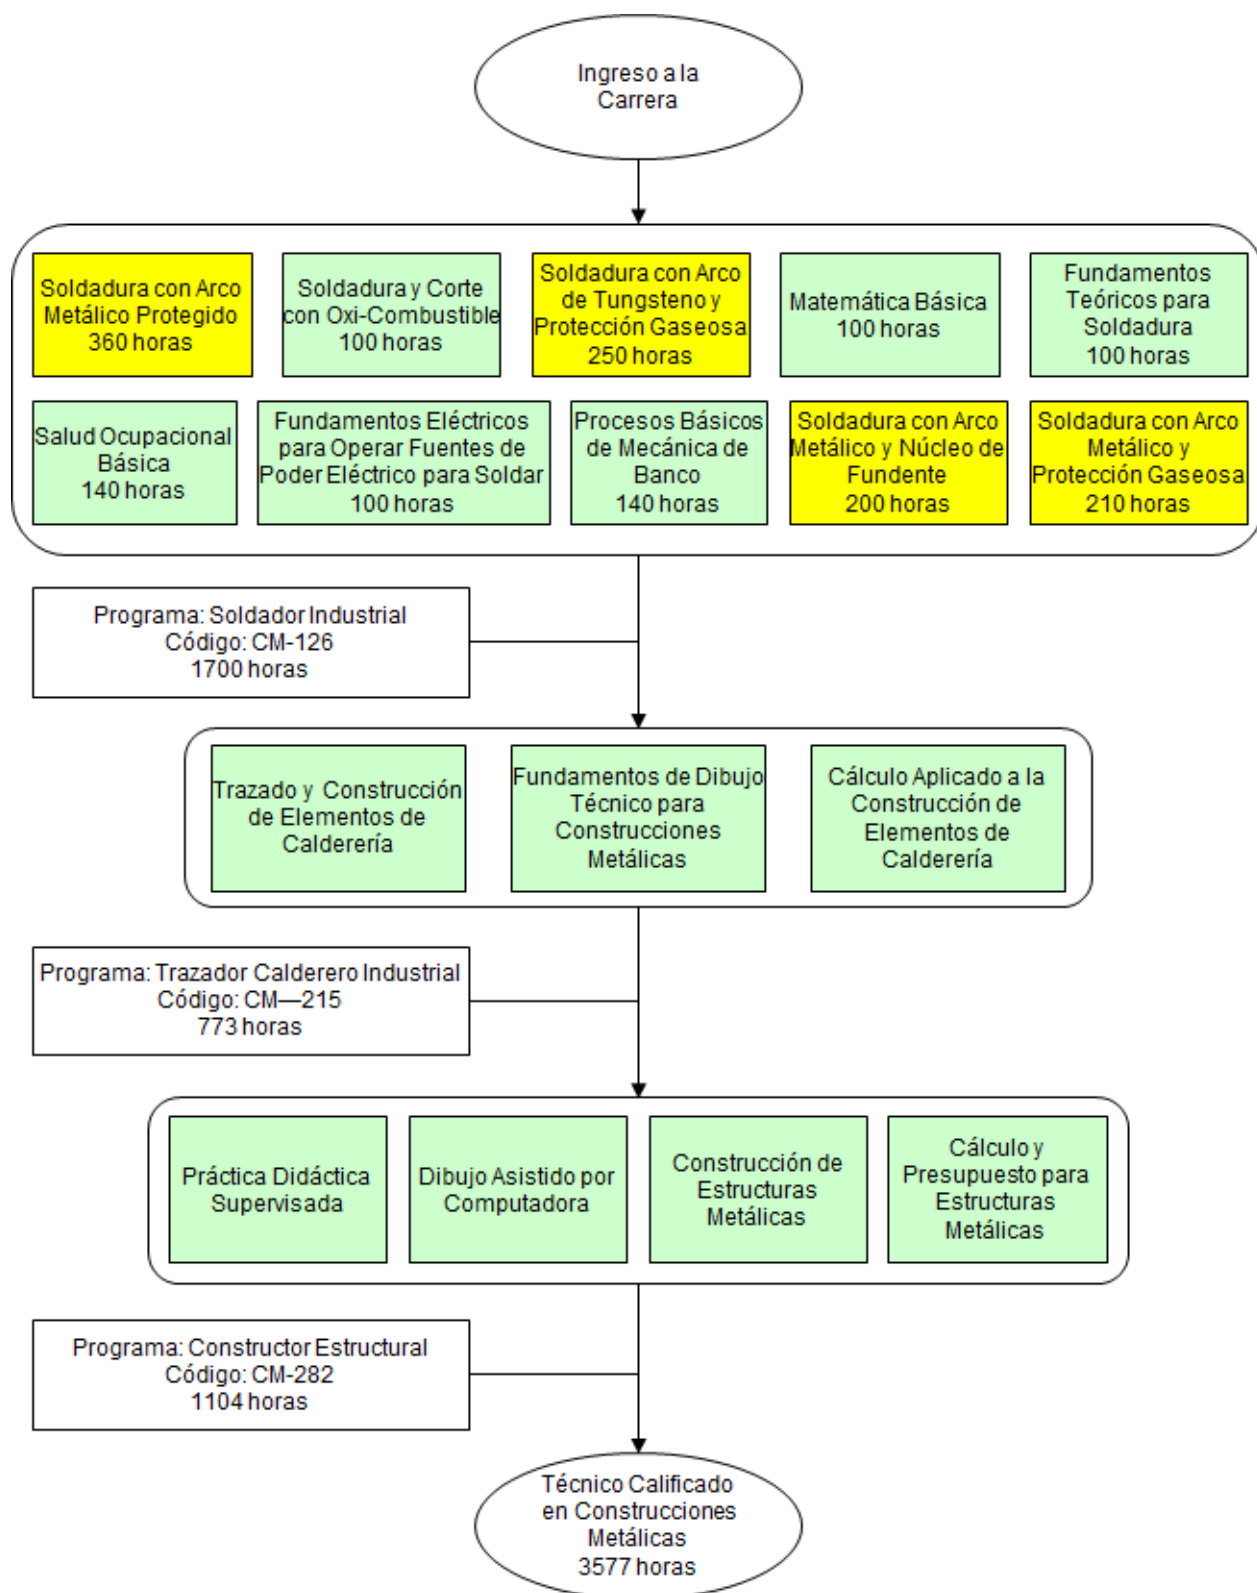 Ingreso a la
Carrera
Soldadura con Arco
Metálico Protegido
360 horas
Soldadura y Corte
con Oxi-Combustible
100 horas
Soldadura con Arco
de Tungsteno y
Protección Gaseosa
250 horas
Matemática Básica
100 horas
Fundamentos
Teóricos para
Soldadura
100 horas
Salud Ocupacional
Básica
140 horas
Fundamentos Eléctricos
para Operar Fuentes de
Poder Eléctrico para Soldar
100 horas
Procesos Básicos
de Mecánica de
Banco
140 horas
Soldadura con Arco
Metálico y Núcleo de
Fundente
200 horas
Soldadura con Arco
Metálico y
Protección Gaseosa
210 horas
Programa: Soldador Industrial
Código: CM-126
1700 horas
Trazado y Construcción
de Elementos de
Calderería
Fundamentos de Dibujo
Técnico para
Construcciones
Metálicas
Cálculo Aplicado a la
Construcción de
Elementos de
Calderería
Programa: Trazador Calderero Industrial
Código: CM—215
773 horas
Práctica Didáctica
Supervisada
Dibujo Asistido por
Computadora
Construcción de
Estructuras
Metálicas
Cálculo y
Presupuesto para
Estructuras
Metálicas
Programa: Constructor Estructural
Código: CM-282
1104 horas
Técnico Calificado
en Construcciones
Metálicas
3577 horas